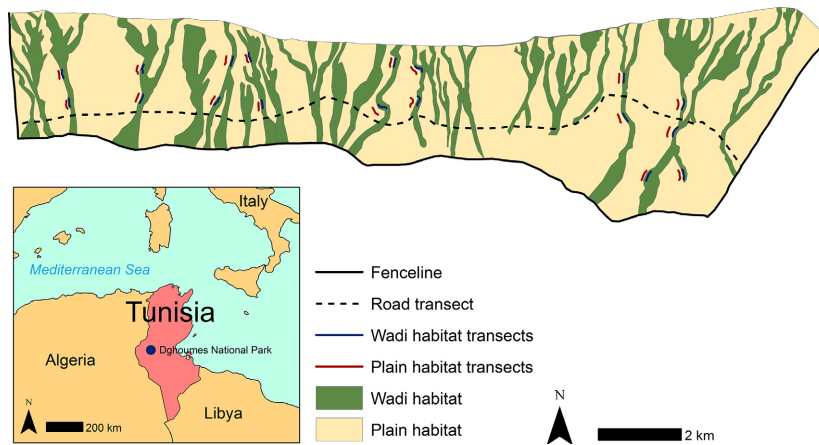 Italy
Mediterranean Sea
Tunisia
Dghoumes National Park
Algeria
Libya
N
200 km
Fenceline
Road transect
Wadi habitat transects
Plain habitat transects
Wadi habitat
Plain habitat
N
2 km